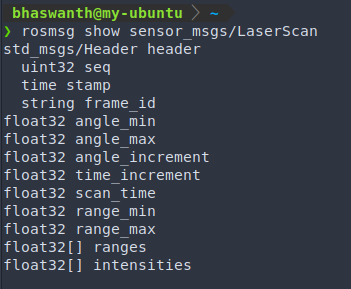 bhaswanth@my-ubuntu > ~
❯ rosmsg show sensor_msgs/LaserScan
std_msgs/Header header
  uint32 seq
  time stamp
  string frame_id
float32 angle_min
float32 angle_max
float32 angle_increment
float32 time_increment
float32 scan_time
float32 range_min
float32 range_max
float32[] ranges
float32[] intensities